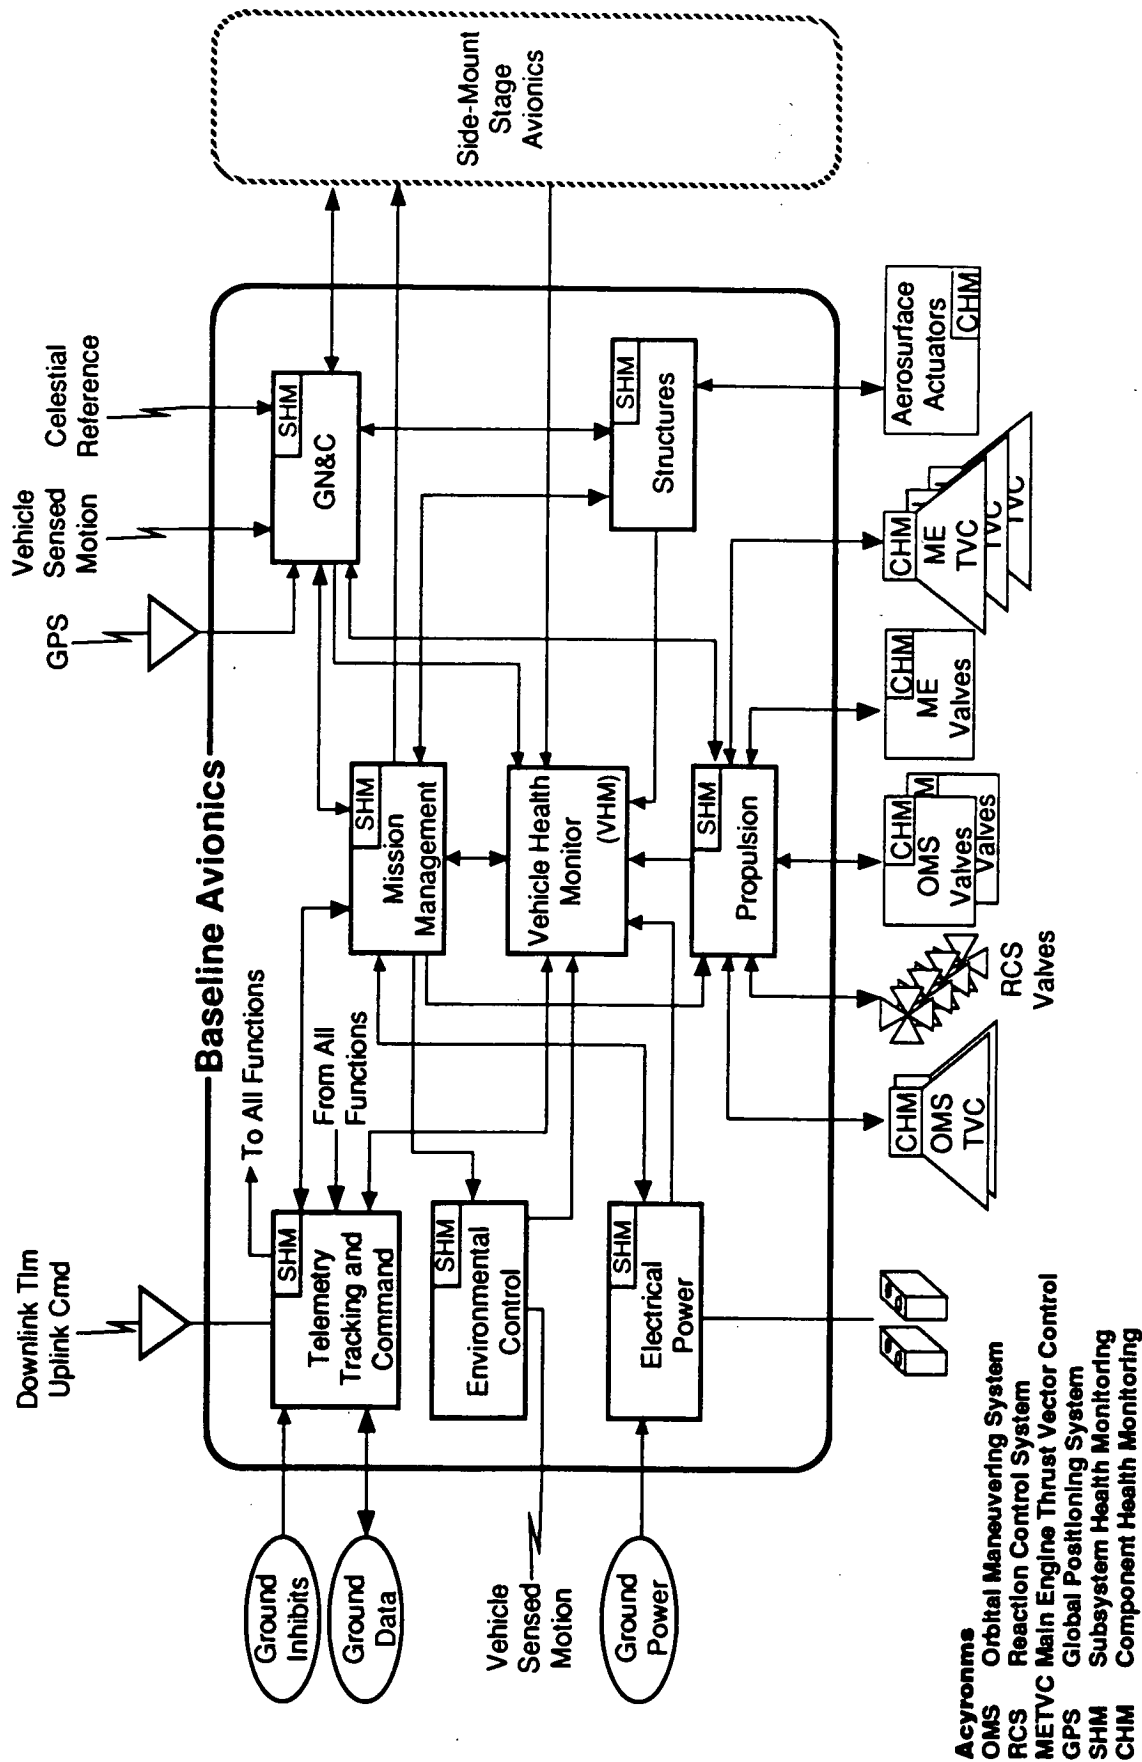 Baseline Avionics
Downlink Tlm
Uplink Cmd
GPS
Vehicle
Sensed
Motion
Celestial
Reference
To All Functions
From All
Functions
Ground
Inhibits
Ground
Data
Vehicle
Sensed
Motion
Ground
Power
SHM
Telemetry
Tracking and
Command
SHM
Environmental
Control
SHM
Electrical
Power
SHM
Mission
Management
Vehicle Health
Monitor
(VHM)
SHM
Propulsion
SHM
GN&C
SHM
Structures
Side-Mount
Stage
Avionics
CHM
OMS
TVC
RCS
Valves
CHM
OMS
Valves
M
Valves
CHM
ME
Valves
CHM
ME
TVC
TVC
TVC
Aerosurface
Actuators
CHM
Acyronms
OMS Orbital Maneuvering System
RCS Reaction Control System
METVC Main Engine Thrust Vector Control
GPS Global Positioning System
SHM Subsystem Health Monitoring
CHM Component Health Monitoring